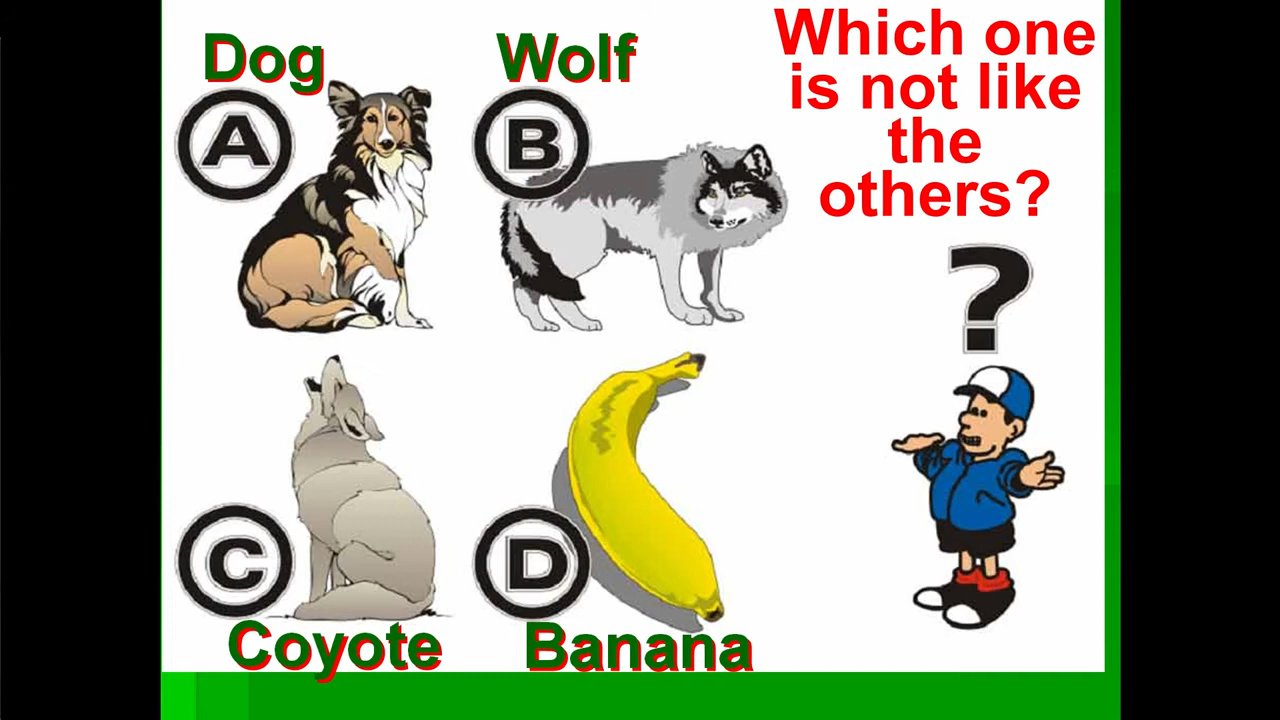 Dog
Wolf
Which one
is not like
the
others?
A
B
?
C
D
Coyote
Banana